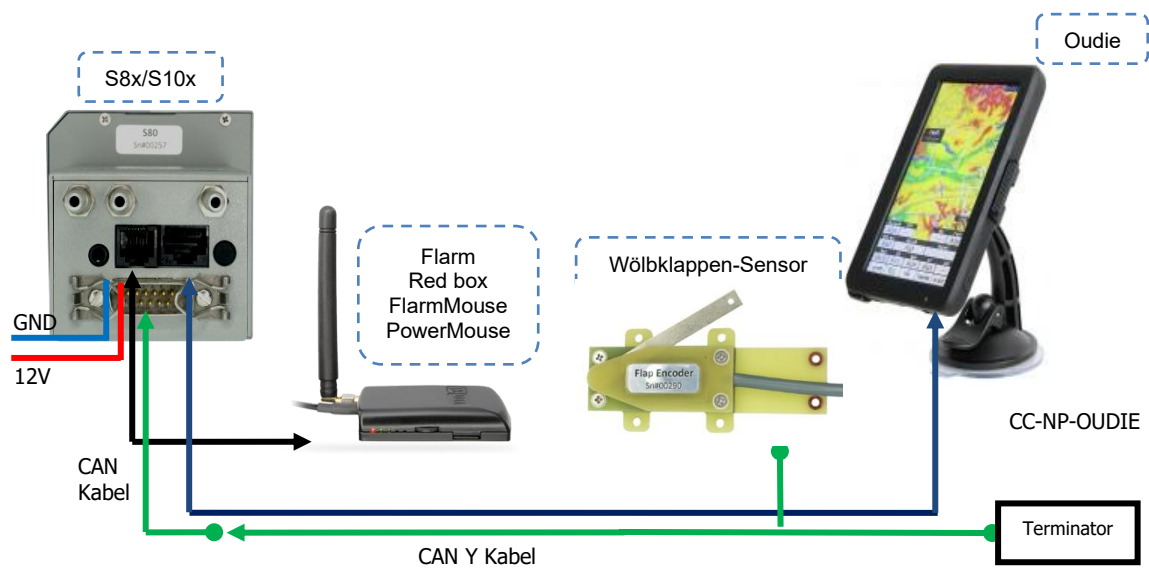 Oudie
S8x/S10x
S80
Sn#00257
Flarm
Red box
FlarmMouse
PowerMouse
Wölbklappen-Sensor
GND
12V
Flap Encoder
Sn#00290
CC-NP-OUDIE
CAN
Kabel
Terminator
CAN Y Kabel